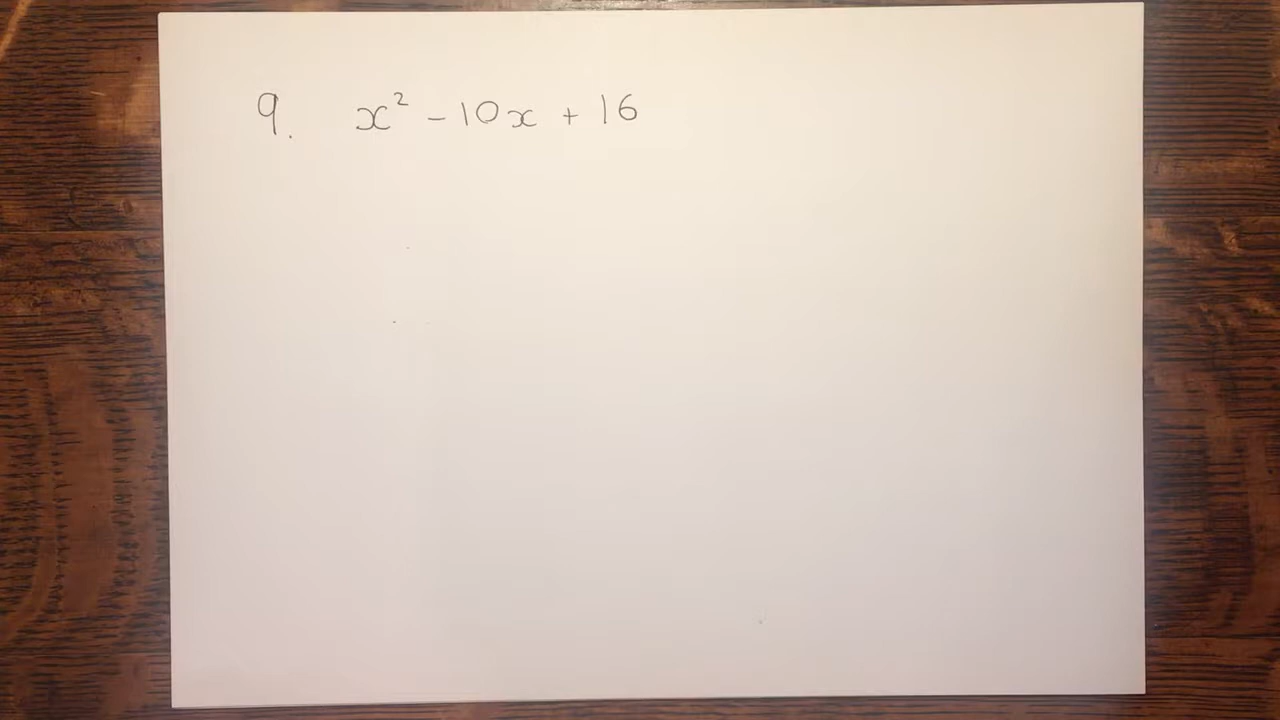 9. x² - 10x + 16